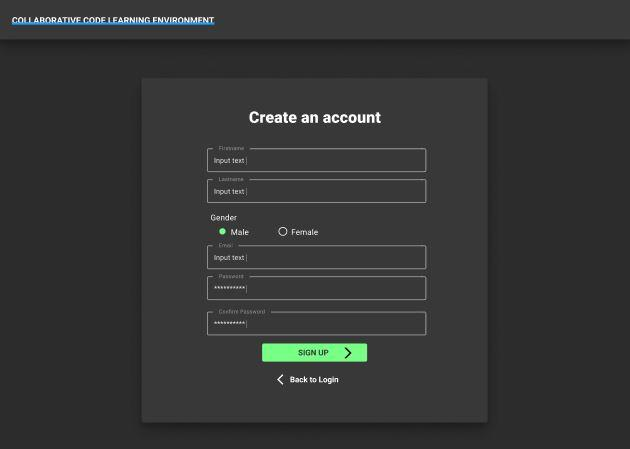 COLLABORATIVE CODE LEARNING ENVIRONMENT
Create an account
Firstname
Input text
Lastname
Input text
Gender
Male Female
Email
Input text
Password
**********
Confirm Password
**********
SIGN UP
Back to Login